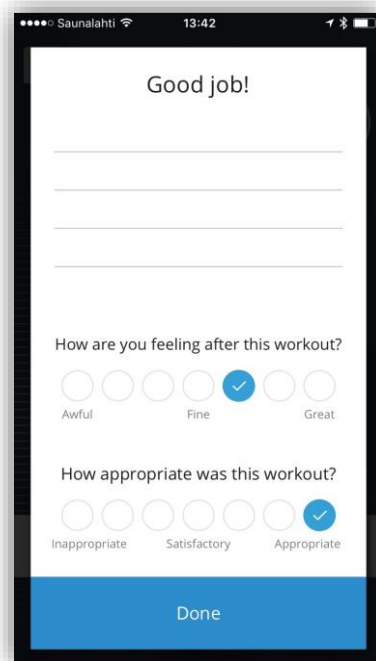 Saunalahti 13:42
Good job!
How are you feeling after this workout?
Awful Fine Great
How appropriate was this workout?
Inappropriate Satisfactory Appropriate
Done